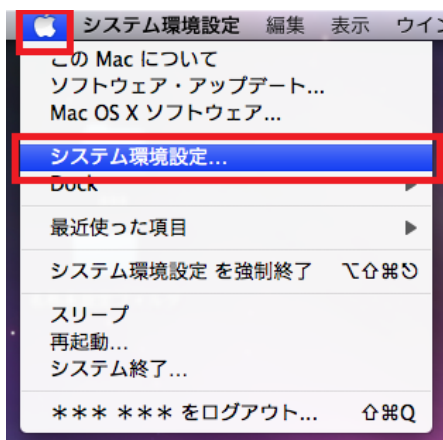 システム環境設定 編集 表示 ウイン
この Mac について
ソフトウェア・アップデート...
Mac OS X ソフトウェア...
システム環境設定...
Dock
最近使った項目
システム環境設定 を強制終了 ⌥⇧⌘⎋
スリープ
再起動...
システム終了...
＊＊＊ ＊＊＊ をログアウト... ⇧⌘Q